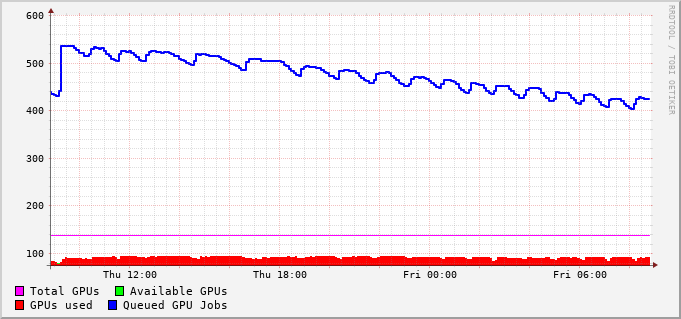 600
500
400
300
200
100
Thu 12:00 Thu 18:00 Fri 00:00 Fri 06:00
Total GPUs Available GPUs
GPUs used Queued GPU Jobs
RRDTOOL / TOBI OETIKER